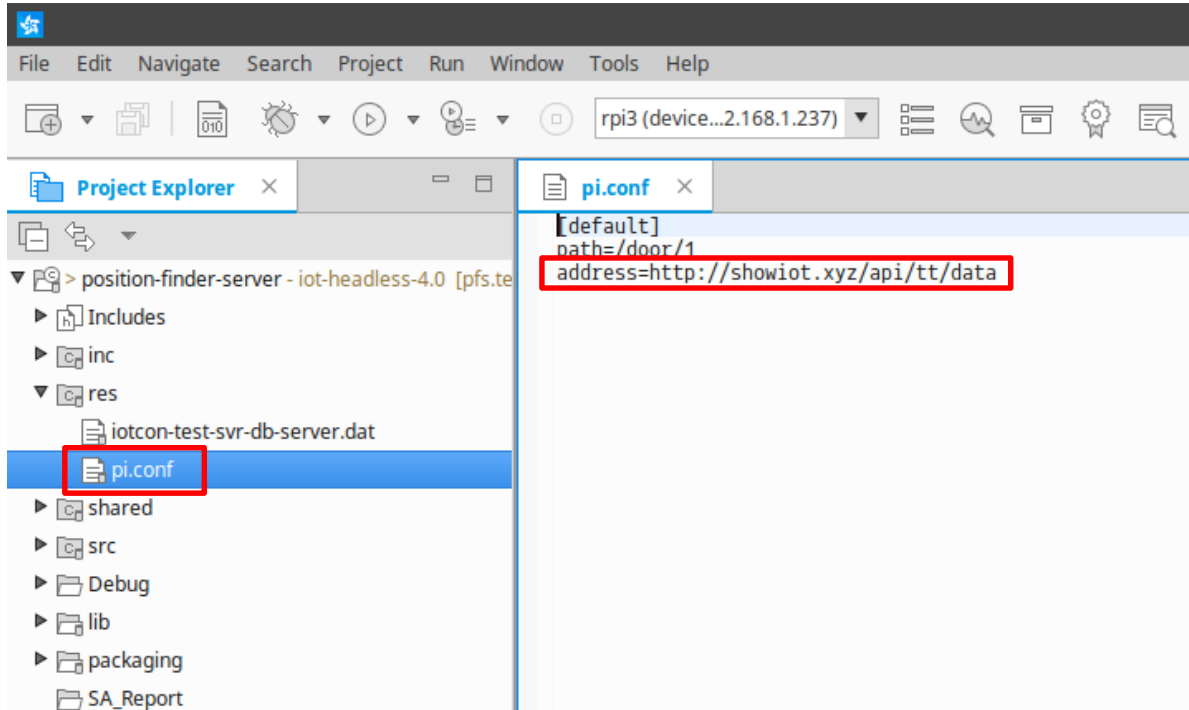 File Edit Navigate Search Project Run Window Tools Help
010
rpi3 (device...2.168.1.237)
Project Explorer
pi.conf
[default]
path=/door/1
address=http://showiot.xyz/api/tt/data
> position-finder-server - iot-headless-4.0 [pfs.te
Includes
inc
res
iotcon-test-svr-db-server.dat
pi.conf
shared
src
Debug
lib
packaging
SA_Report